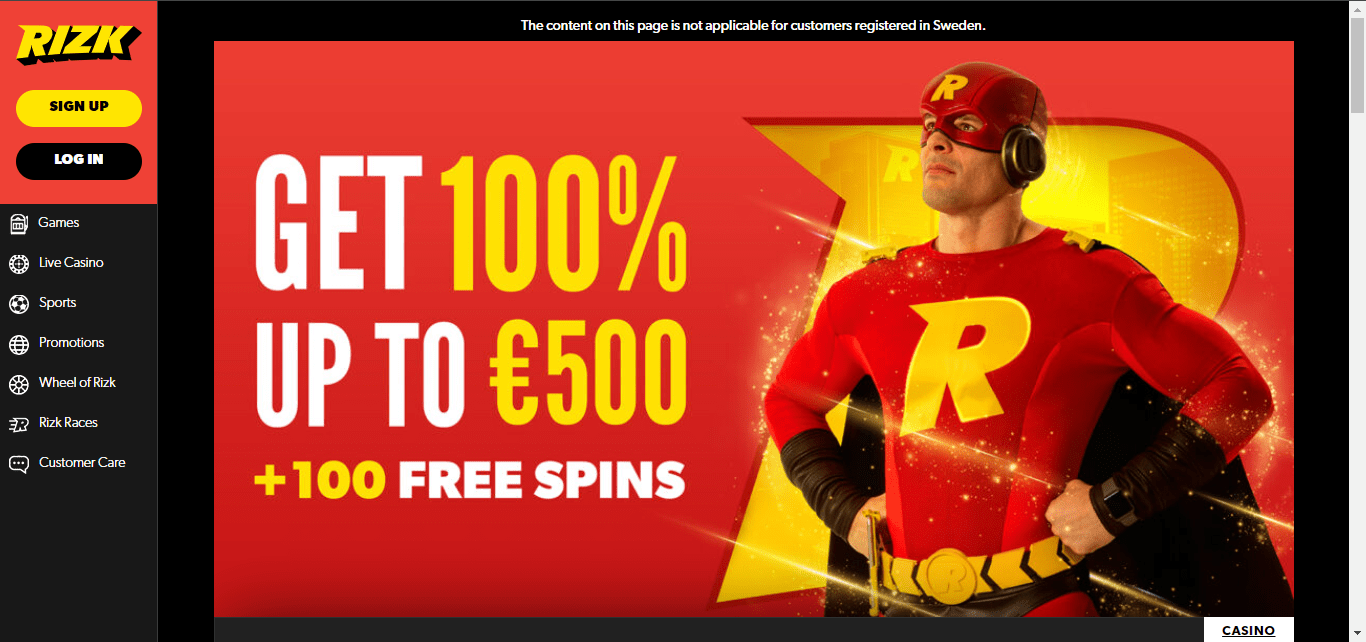 RIZK
SIGN UP
LOG IN
Games
Live Casino
Sports
Promotions
Wheel of Rizk
Rizk Races
Customer Care
The content on this page is not applicable for customers registered in Sweden.
GET 100%
UP TO €500
+100 FREE SPINS
R
R
R
R
CASINO